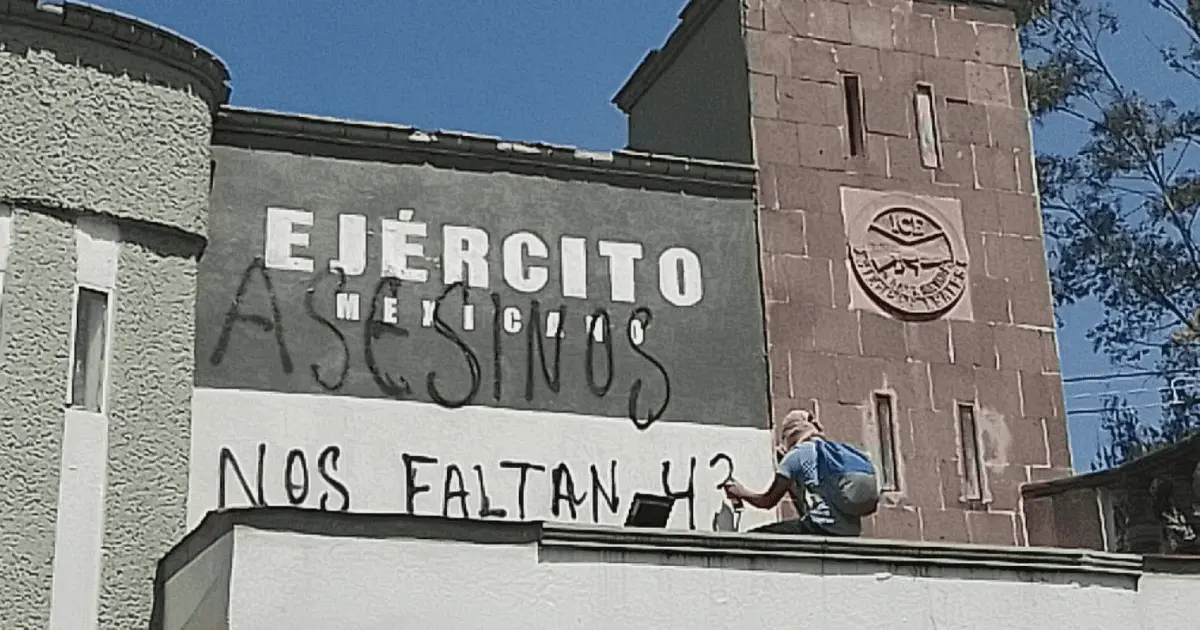 EJÉRCITO
MEXICANO
ASESINOS
NOS FALTAN 43